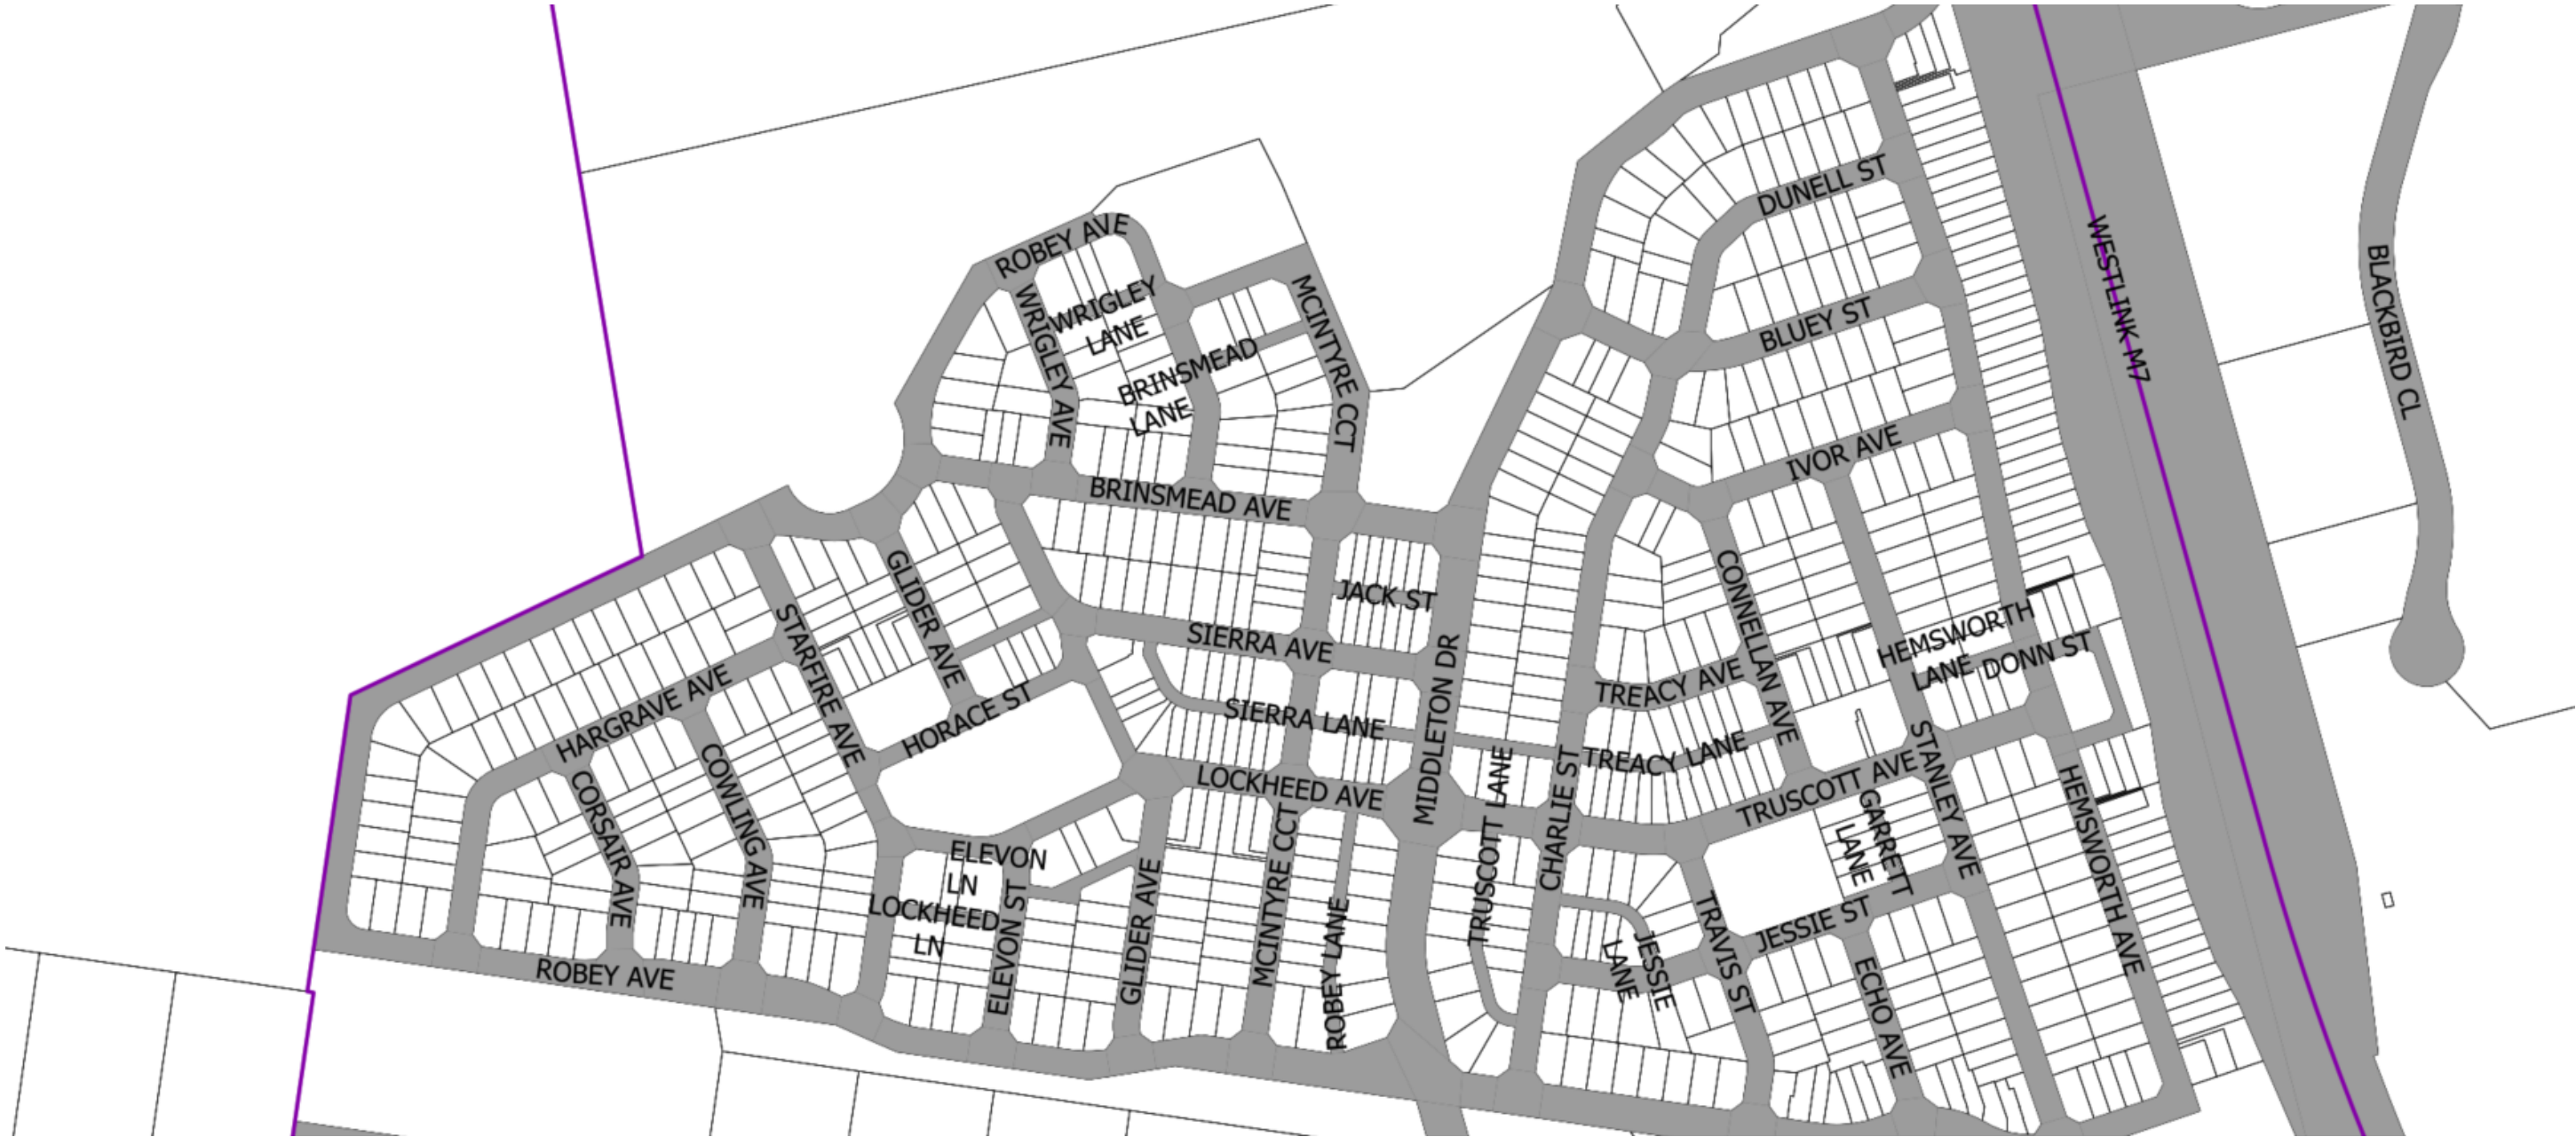 DUNELL ST
ROBEY AVE
WESTLINK M7
BLACKBIRD CL
WRIGLEY AVE
WRIGLEY
LANE
MCINTYRE CCT
BLUEY ST
BRINSMEAD
LANE
IVOR AVE
BRINSMEAD AVE
GLIDER AVE
CONNELLAN AVE
JACK ST
STARFIRE AVE
SIERRA AVE
MIDDLETON DR
HEMSWORTH
LANE
DONN ST
TREACY AVE
HARGRAVE AVE
HORACE ST
SIERRA LANE
TREACY LANE
COWLING AVE
CORSAIR AVE
LOCKHEED AVE
TRUSCOTT LANE
CHARLIE ST
TRUSCOTT AVE
STANLEY AVE
HEMSWORTH AVE
GARRETT
LANE
ELEVON
LN
LOCKHEED
LN
ELEVON ST
GLIDER AVE
MCINTYRE CCT
ROBEY LANE
TRUSCOTT LANE
JESSIE
LANE
TRAVIS ST
JESSIE ST
ECHO AVE
ROBEY AVE